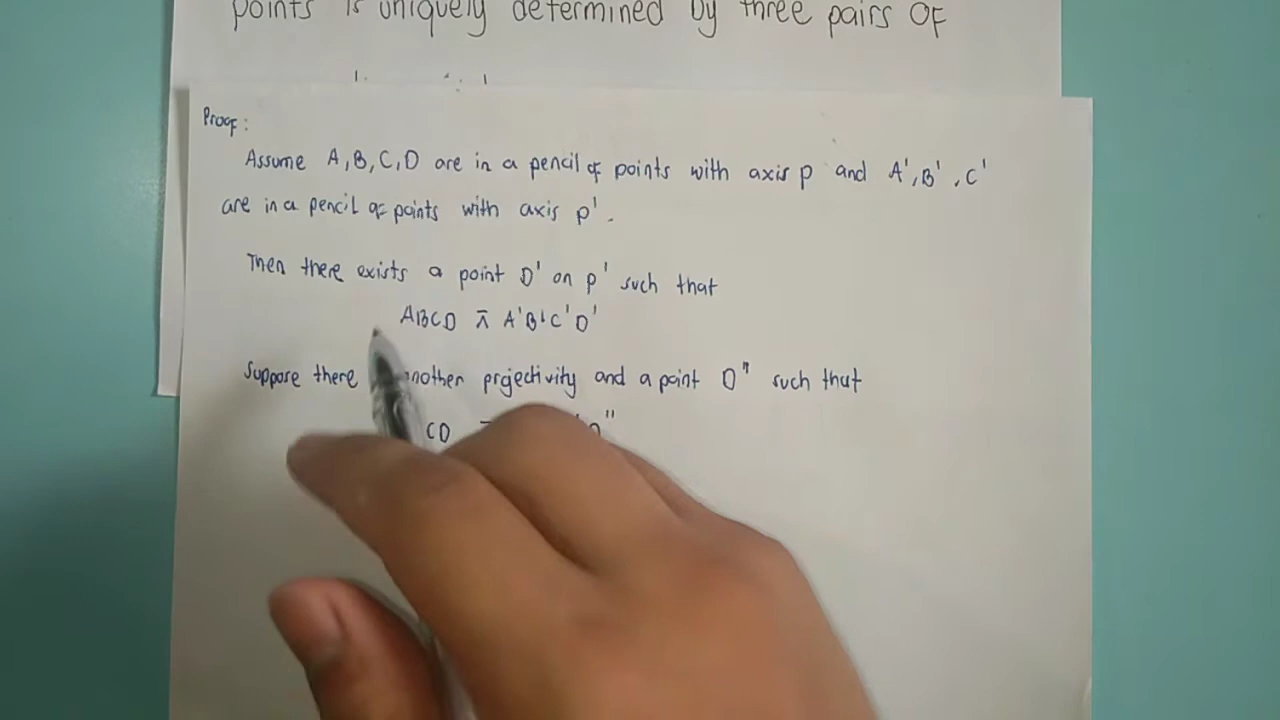 points is uniquely determined by three pairs of
Proof:
Assume A, B, C, D are in a pencil of points with axis p and A', B', C'
are in a pencil of points with axis p'.
Then there exists a point D' on p' such that
ABCD ⊼ A'B'C'D'
Suppose there another projectivity and a point D" such that
CD